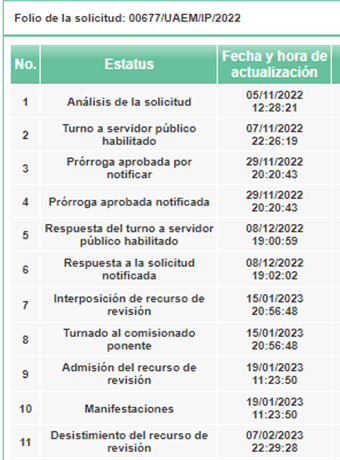 Folio de la solicitud: 00677/UAEM/IP/2022
No. Estatus Fecha y hora de
actualización
1 Análisis de la solicitud 05/11/2022
12:28:21
2 Turno a servidor público
habilitado 07/11/2022
22:26:19
3 Prórroga aprobada por
notificar 29/11/2022
20:20:43
4 Prórroga aprobada notificada 29/11/2022
20:20:43
5 Respuesta del turno a servidor
público habilitado 08/12/2022
19:00:59
6 Respuesta a la solicitud
notificada 08/12/2022
19:02:02
7 Interposición de recurso de
revisión 15/01/2023
20:56:48
8 Turnado al comisionado
ponente 15/01/2023
20:56:48
9 Admisión del recurso de
revisión 19/01/2023
11:23:50
10 Manifestaciones 19/01/2023
11:23:50
11 Desistimiento del recurso de
revisión 07/02/2023
22:29:28